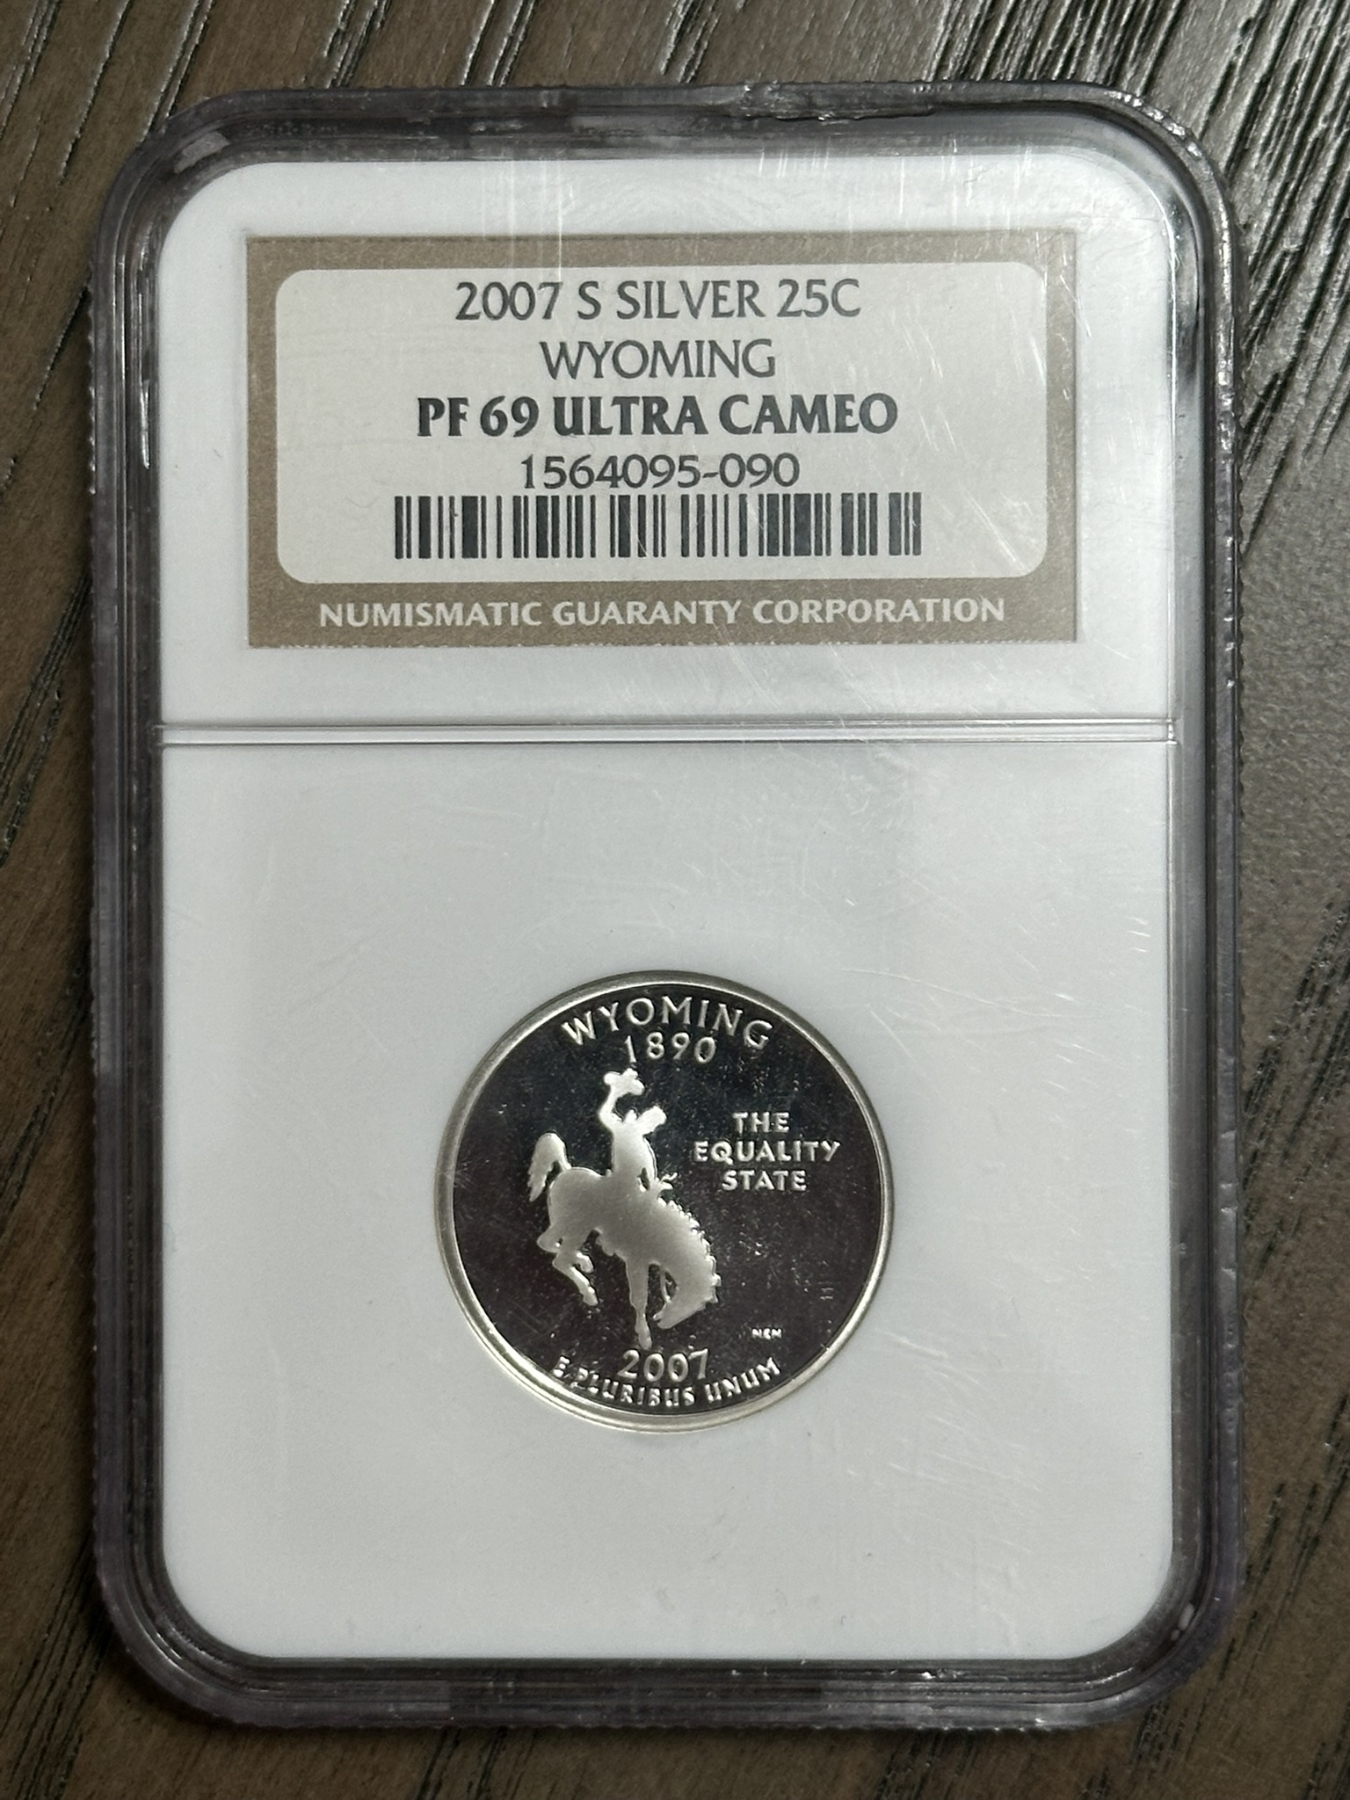 2007 S SILVER 25C
WYOMING
PF 69 ULTRA CAMEO
1564095-090
NUMISMATIC GUARANTY CORPORATION
WYOMING
1890
THE
EQUALITY
STATE
2007
E PLURIBUS UNUM